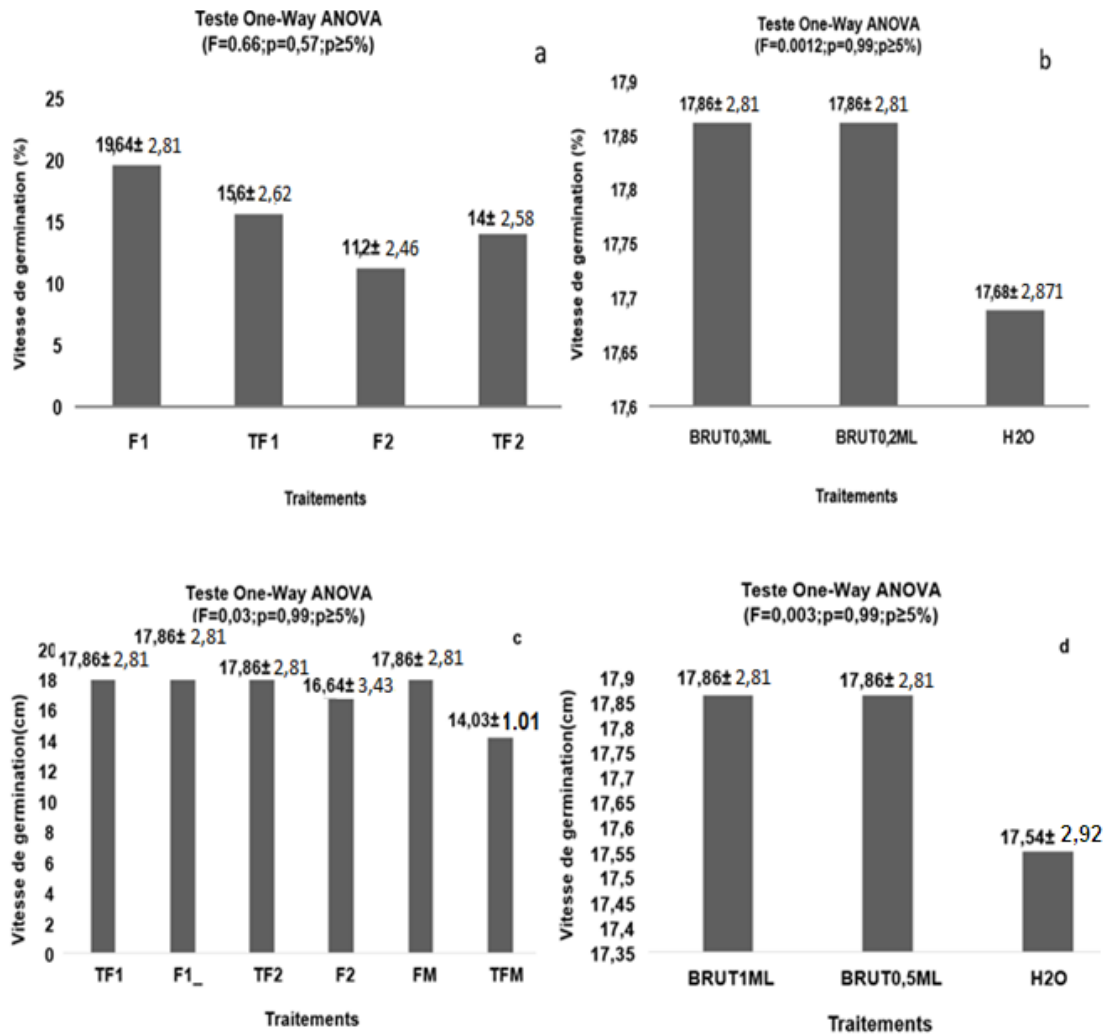 Teste One-Way ANOVA
(F=0.66;p=0,57;p≥5%)
a
Vitesse de germination (%)
25
20
15
10
5
0
19,64± 2,81
15,6± 2,62
11,2± 2,46
14± 2,58
F1
TF1
F2
TF2
Traitements
Teste One-Way ANOVA
(F=0.0012;p=0,99;p≥5%)
b
Vitesse de germination (%)
17,9
17,85
17,8
17,75
17,7
17,65
17,6
17,86± 2,81
17,86± 2,81
17,68± 2,871
BRUT0,3ML
BRUT0,2ML
H2O
Traitements
Teste One-Way ANOVA
(F=0,03;p=0,99;p≥5%)
c
Vitesse de germination(cm)
20
18
16
14
12
10
8
6
4
2
0
17,86± 2,81
17,86± 2,81
17,86± 2,81
16,64± 3,43
17,86± 2,81
14,03± 1.01
TF1
F1_
TF2
F2
FM
TFM
Traitements
Teste One-Way ANOVA
(F=0,003;p=0,99;p≥5%)
d
Vitesse de germination(cm)
17,9
17,85
17,8
17,75
17,7
17,65
17,6
17,55
17,5
17,45
17,4
17,35
17,86± 2,81
17,86± 2,81
17,54± 2,92
BRUT1ML
BRUT0,5ML
H2O
Traitements